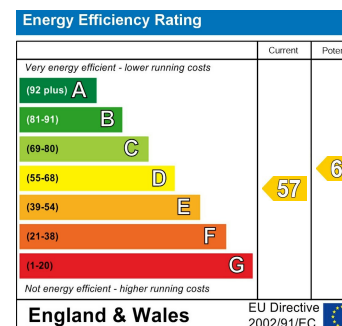 Energy Efficiency Rating
Current
Very energy efficient - lower running costs
(92 plus) A
(81-91) B
(69-80) C
(55-68) D
(39-54) E
(21-38) F
(1-20) G
57
Not energy efficient - higher running costs
England & Wales
EU Directive
2002/91/EC